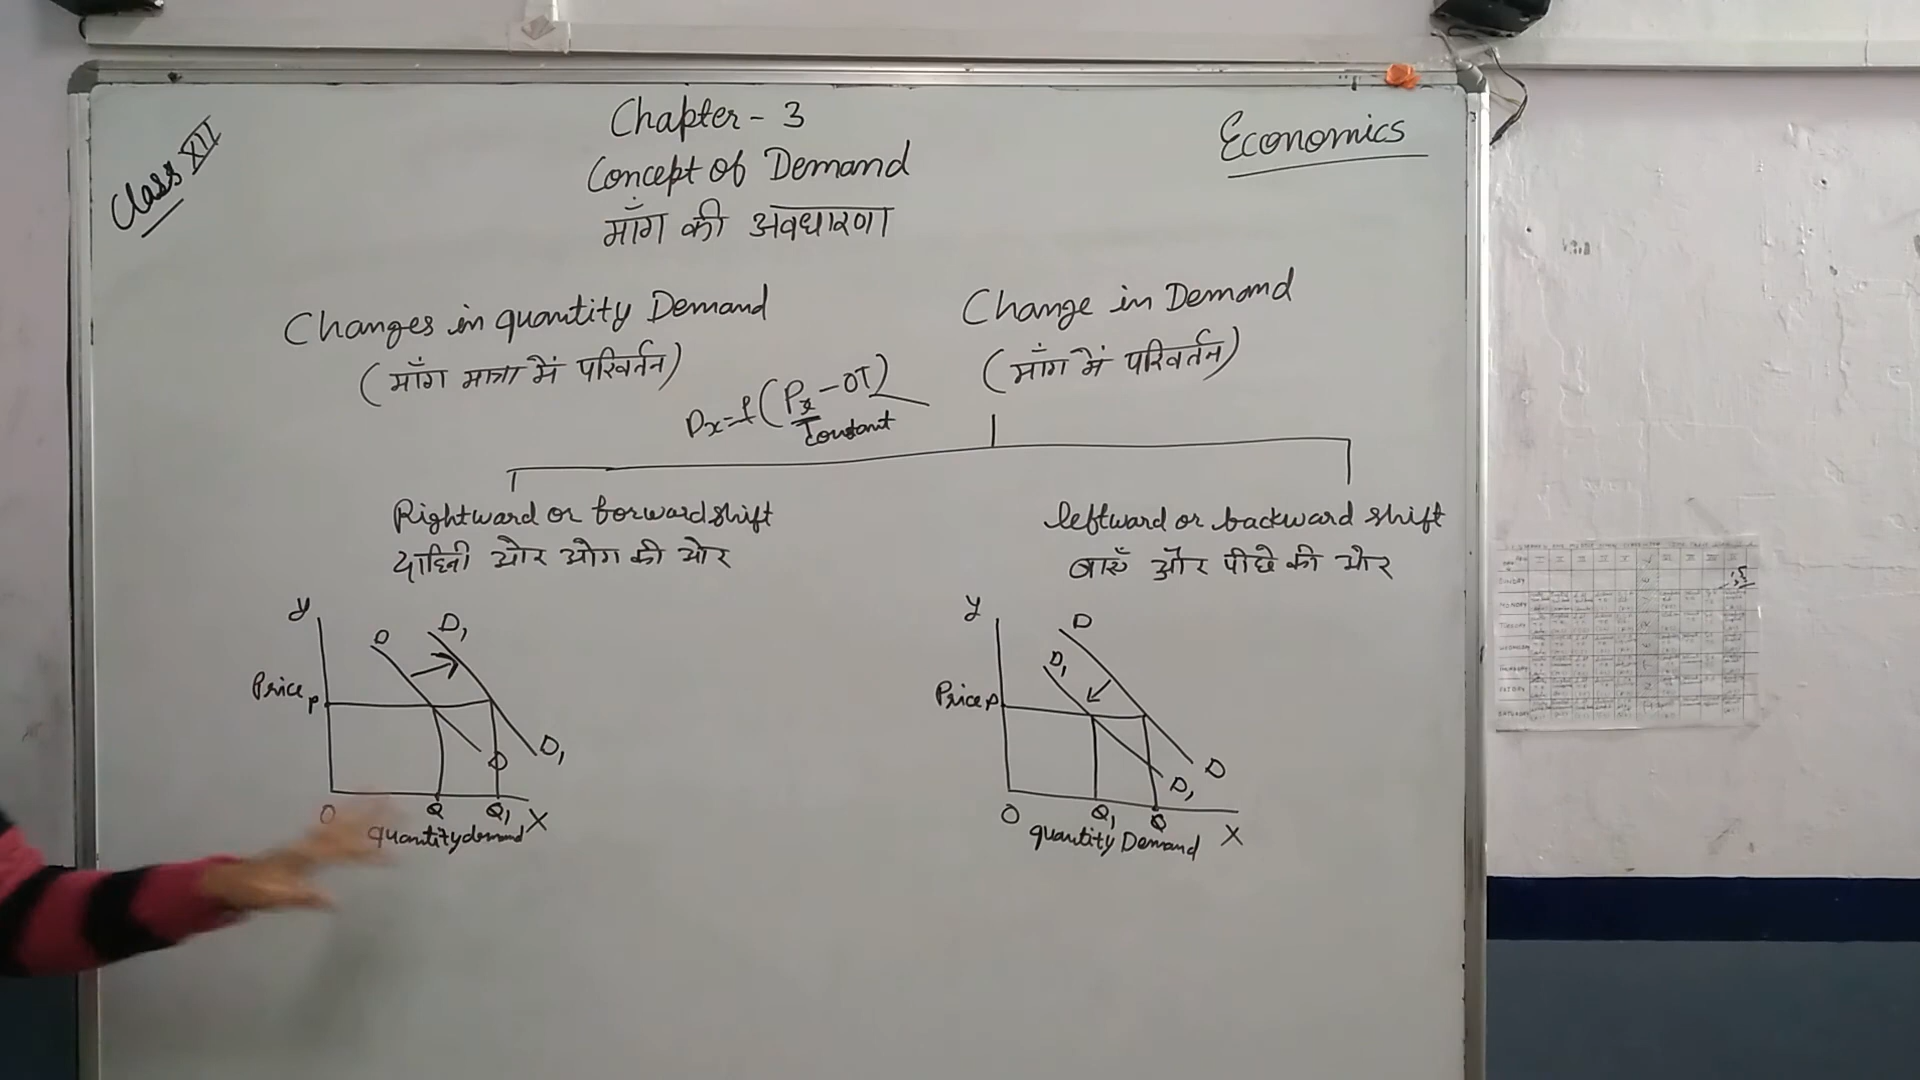 Class XII
Chapter - 3
Economics
Concept of Demand
माँग की अवधारणा
Changes in quantity Demand
(माँग मात्रा में परिवर्तन)
Change in Demand
(माँग में परिवर्तन)
Dx=f(Px-OT)
Constant
Rightward or forward shift
दाहिनी ओर ओग की ओर
leftward or backward shift
बाएँ और पीछे की ओर
y
D
D1
Price P
D
D1
O
Q
Q1
X
quantity demand
y
D
D1
Price P
D
D1
O
Q1
Q
X
quantity Demand